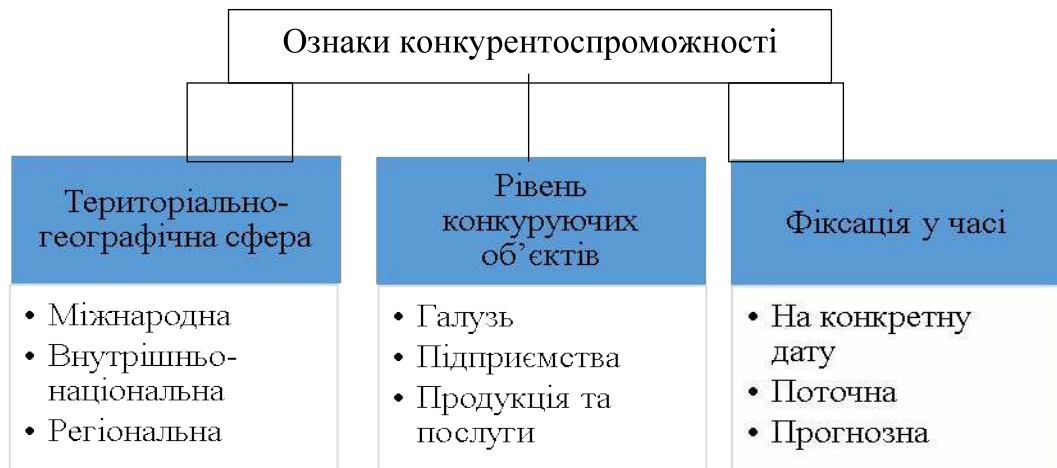 Ознаки конкурентоспроможності
Територіально-
географічна сфера
• Міжнародна
• Внутрішньо-
національна
• Регіональна
Рівень
конкуруючих
об’єктів
• Галузь
• Підприємства
• Продукція та
послуги
Фіксація у часі
• На конкретну
дату
• Поточна
• Прогнозна